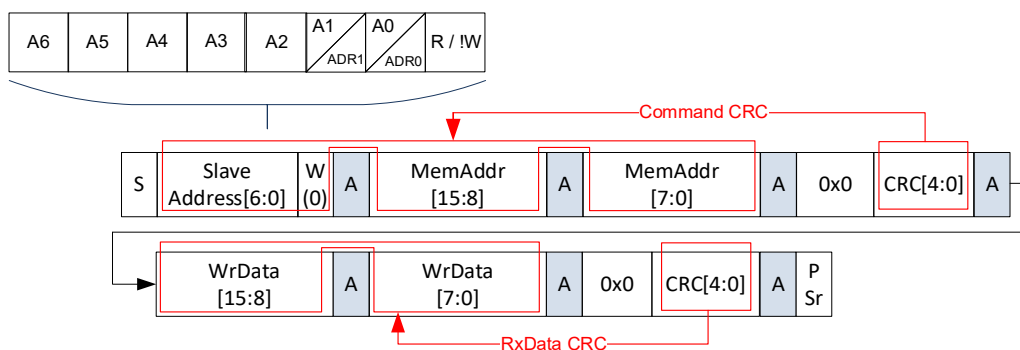 A6 A5 A4 A3 A2 A1 ADR1 A0 ADR0 R / !W
Command CRC
S Slave Address[6:0] W (0) A MemAddr [15:8] A MemAddr [7:0] A 0x0 CRC[4:0] A
WrData [15:8] A WrData [7:0] A 0x0 CRC[4:0] A P Sr
RxData CRC